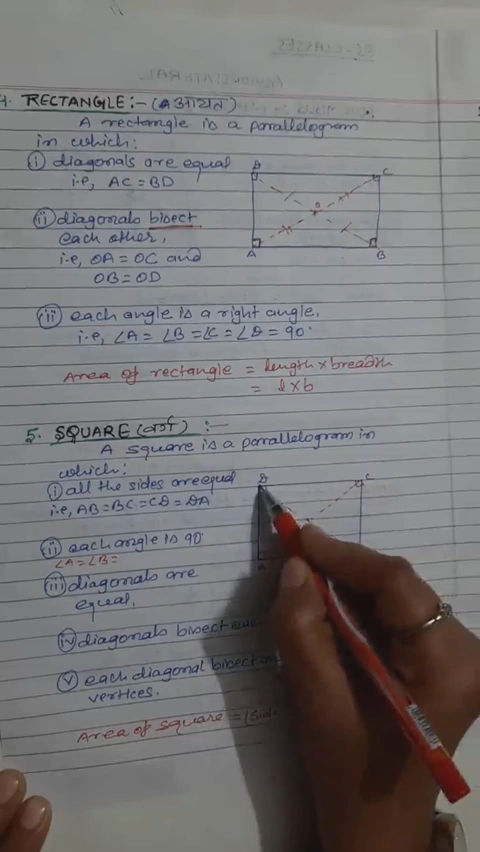 4. RECTANGLE:- (आयत)
A rectangle is a parallelogram
in which:
(i) diagonals are equal
i.e, AC = BD
(ii) diagonals bisect
each other,
i.e, OA = OC and
OB = OD
(iii) each angle is a right angle.
i.e, ∠A = ∠B = ∠C = ∠D = 90°
Area of rectangle = length × breadth
= l × b
D
C
O
A
B
5. SQUARE (वर्ग) :-
A square is a parallelogram in
which:
(i) all the sides are equal
i.e, AB = BC = CD = DA
(ii) each angle is 90
∠A = ∠B =
(iii) diagonals are
equal.
(iv) diagonals bisect
(v) each diagonal bisect
vertices.
Area of square = (
D
C